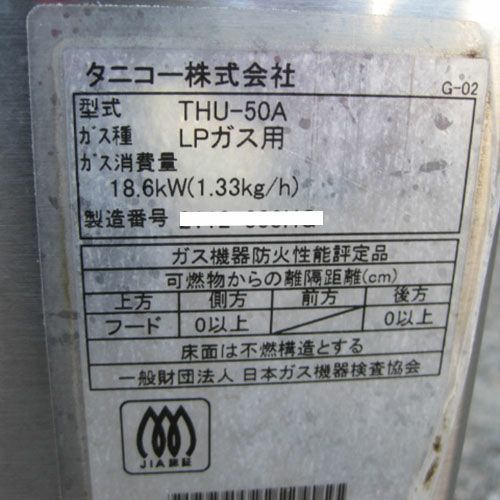 タニコー株式会社
G-02
型式 THU-50A
ガス種 LPガス用
ガス消費量
18.6kW(1.33kg/h)
製造番号
ガス機器防火性能評定品
可燃物からの離隔距離(cm)
上方 側方 前方 後方
フード 0以上 0以上
床面は不燃構造とする
一般財団法人 日本ガス機器検査協会
JIA認証